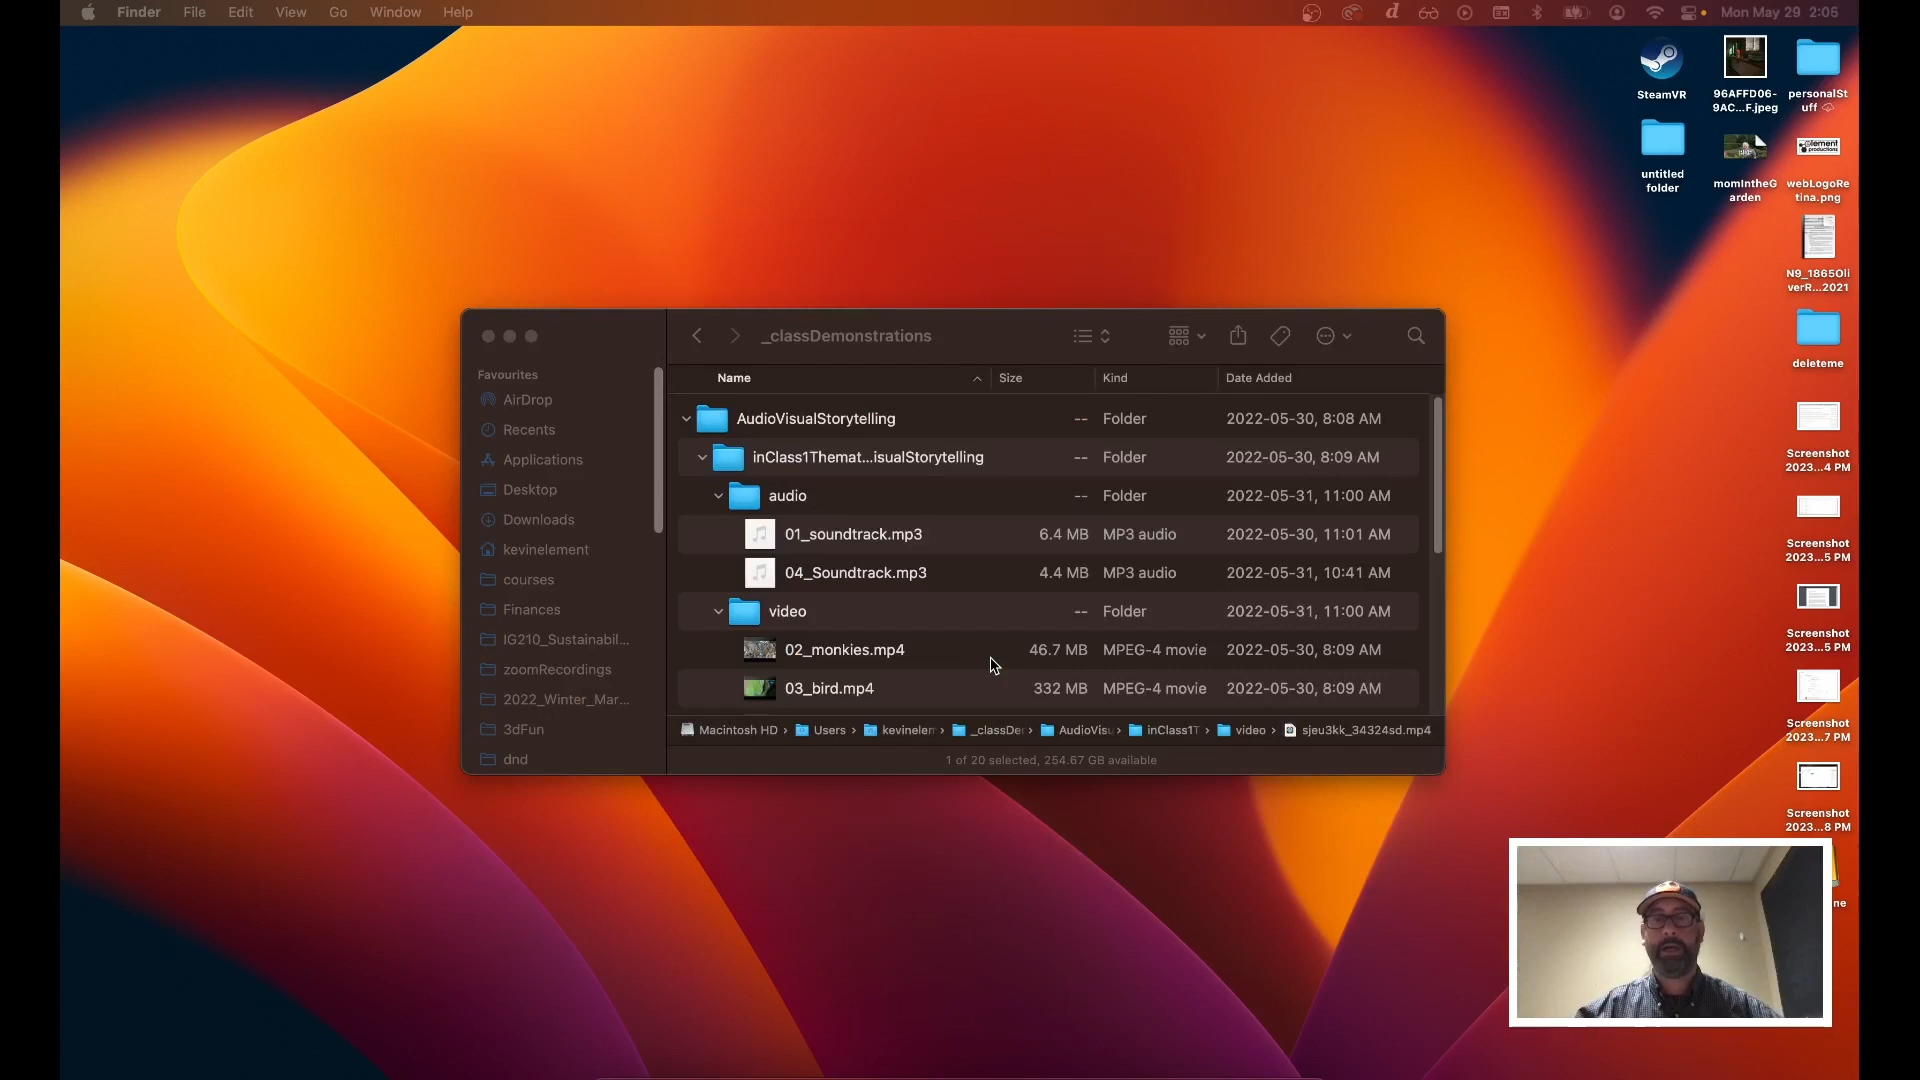 Finder File Edit View Go Window Help
d
Mon May 29 2:05
SteamVR
96AFFD06-
9AC...F.jpeg
personalSt
uff
untitled
folder
momIntheG
arden
element
productions
webLogoRe
tina.png
N9_1865Oli
verR...2021
deleteme
Screenshot
2023...4 PM
Screenshot
2023...5 PM
Screenshot
2023...5 PM
Screenshot
2023...7 PM
Screenshot
2023...8 PM
ne
_classDemonstrations
Favourites
AirDrop
Recents
Applications
Desktop
Downloads
kevinelement
courses
Finances
IG210_Sustainabil...
zoomRecordings
2022_Winter_Mar...
3dFun
dnd
Name Size Kind Date Added
AudioVisualStorytelling -- Folder 2022-05-30, 8:08 AM
inClass1Themat...isualStorytelling -- Folder 2022-05-30, 8:09 AM
audio -- Folder 2022-05-31, 11:00 AM
01_soundtrack.mp3 6.4 MB MP3 audio 2022-05-31, 11:01 AM
04_Soundtrack.mp3 4.4 MB MP3 audio 2022-05-31, 10:41 AM
video -- Folder 2022-05-31, 11:00 AM
02_monkies.mp4 46.7 MB MPEG-4 movie 2022-05-30, 8:09 AM
03_bird.mp4 332 MB MPEG-4 movie 2022-05-30, 8:09 AM
Macintosh HD › Users › kevinelem › _classDer › AudioVisu › inClass1T › video › sjeu3kk_34324sd.mp4
1 of 20 selected, 254.67 GB available